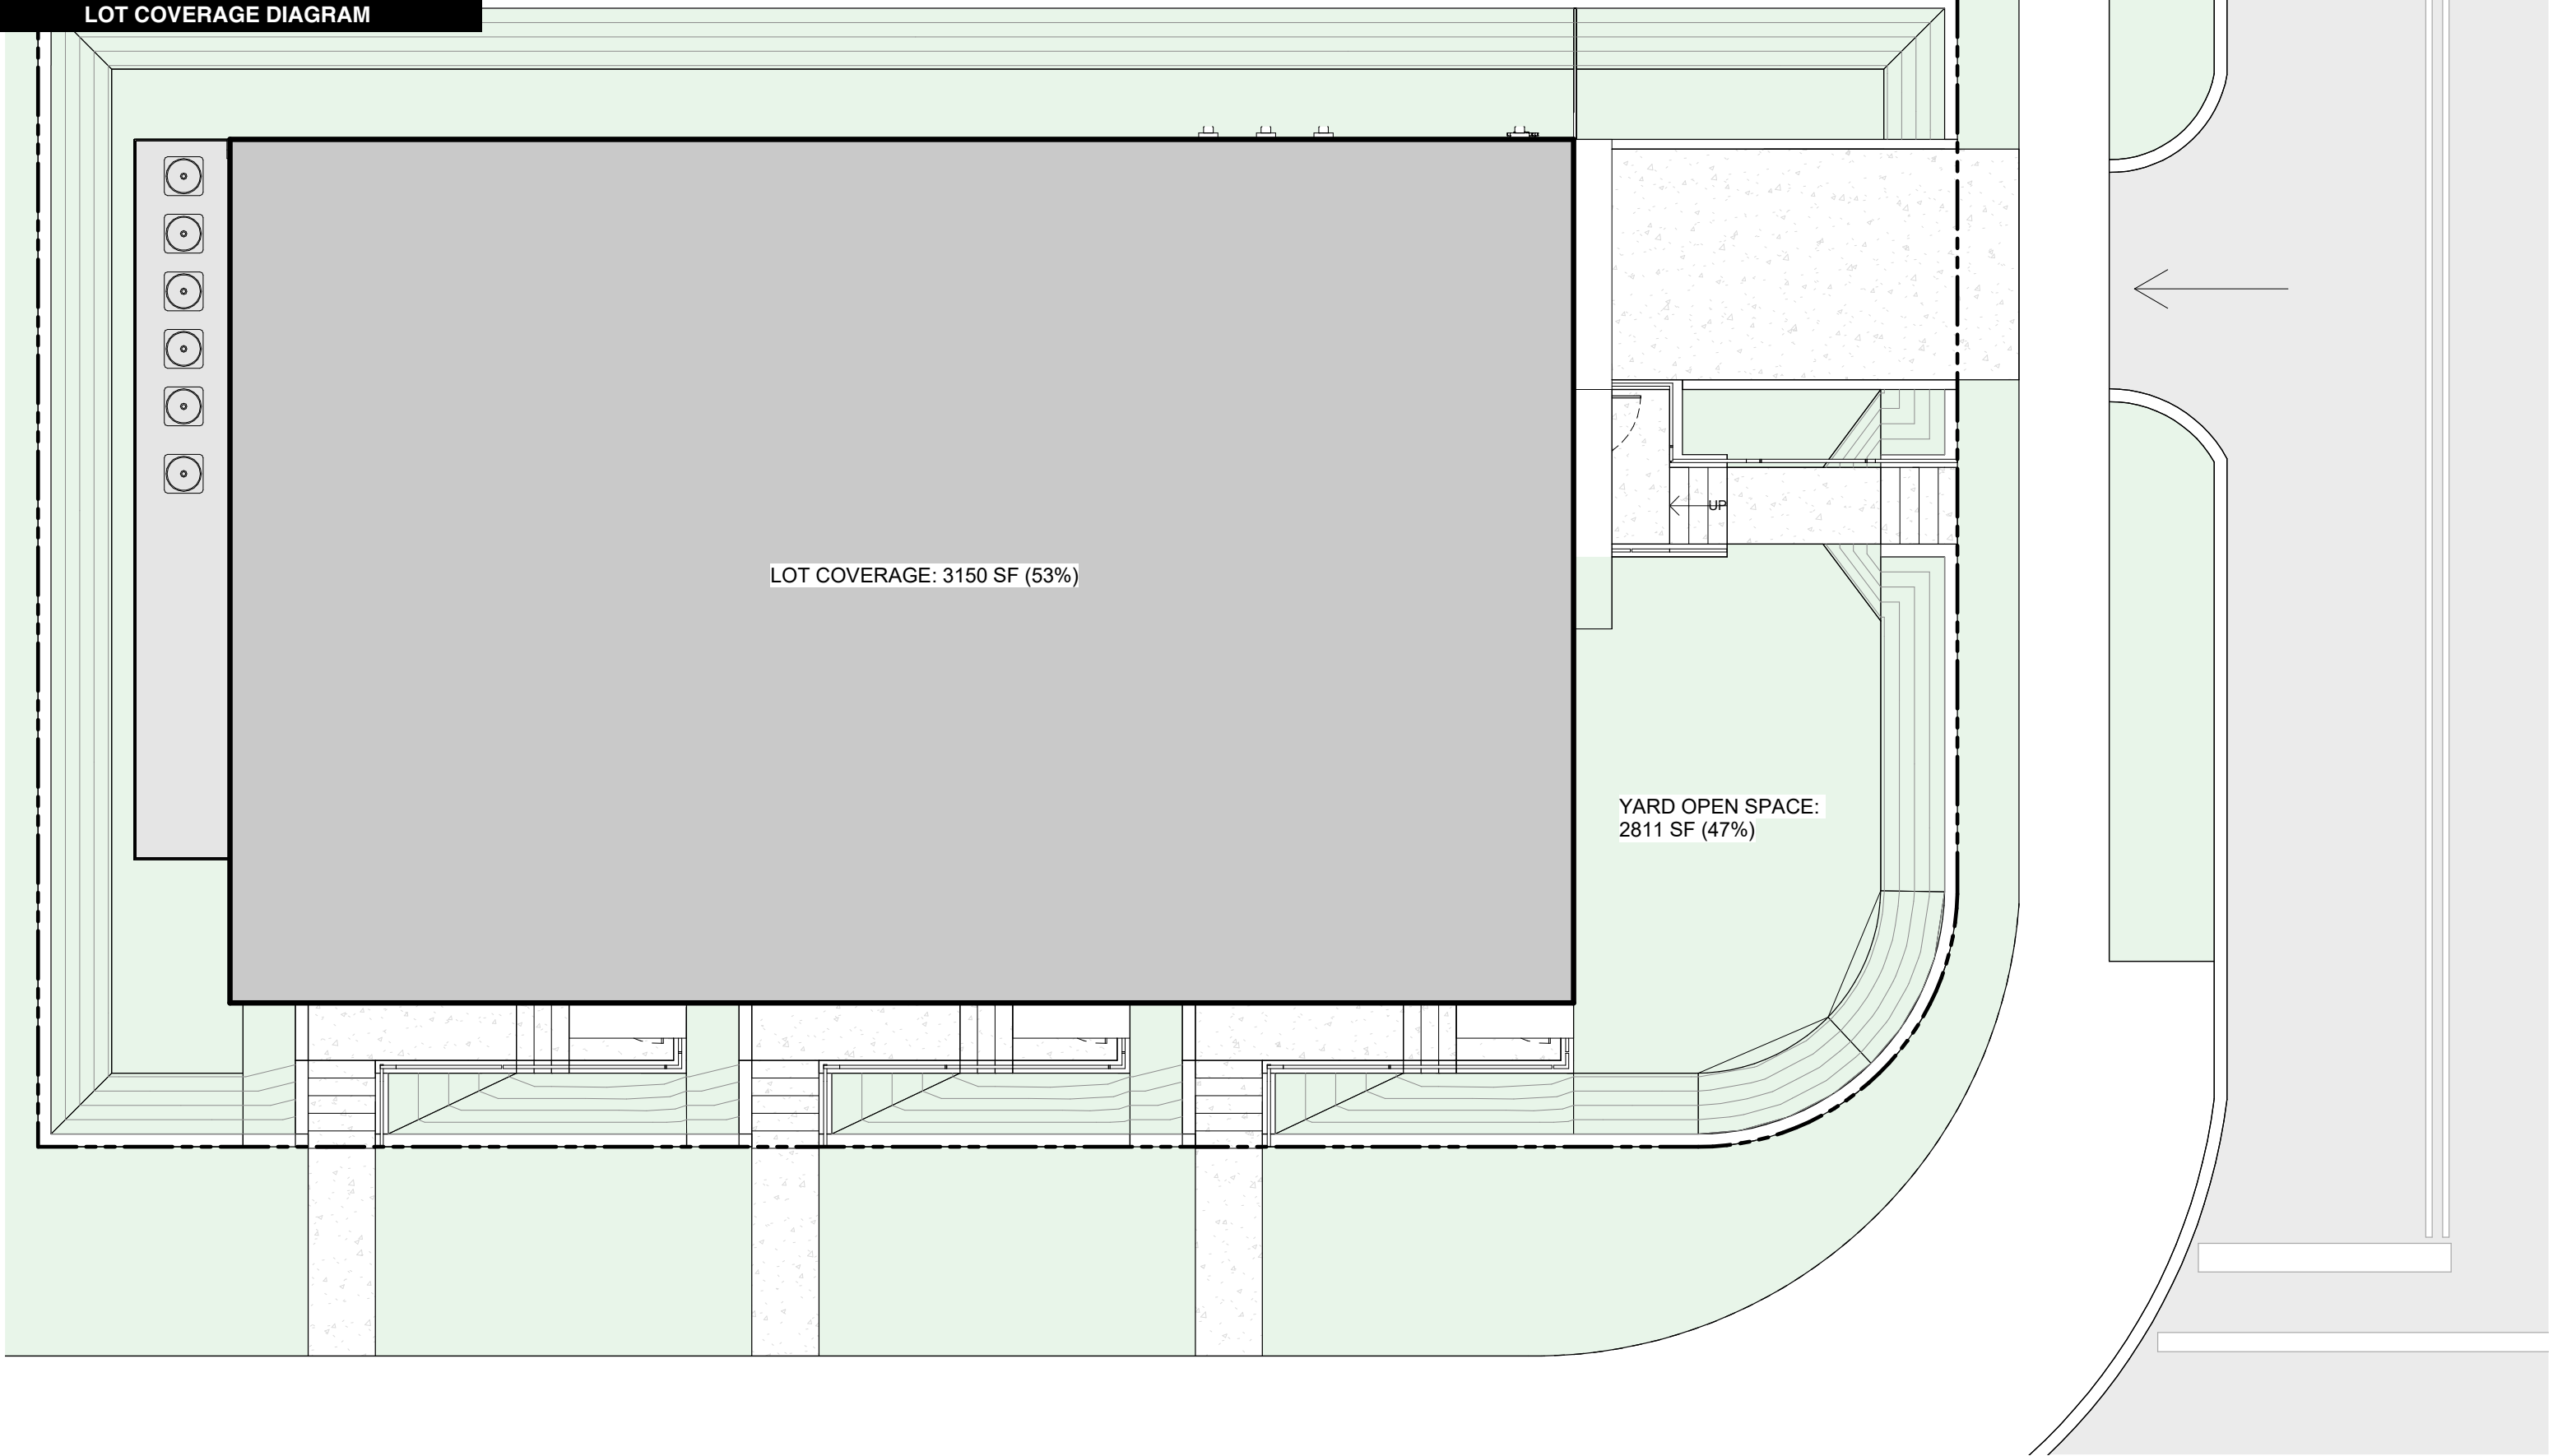 LOT COVERAGE DIAGRAM
UP
LOT COVERAGE: 3150 SF (53%)
YARD OPEN SPACE:
2811 SF (47%)